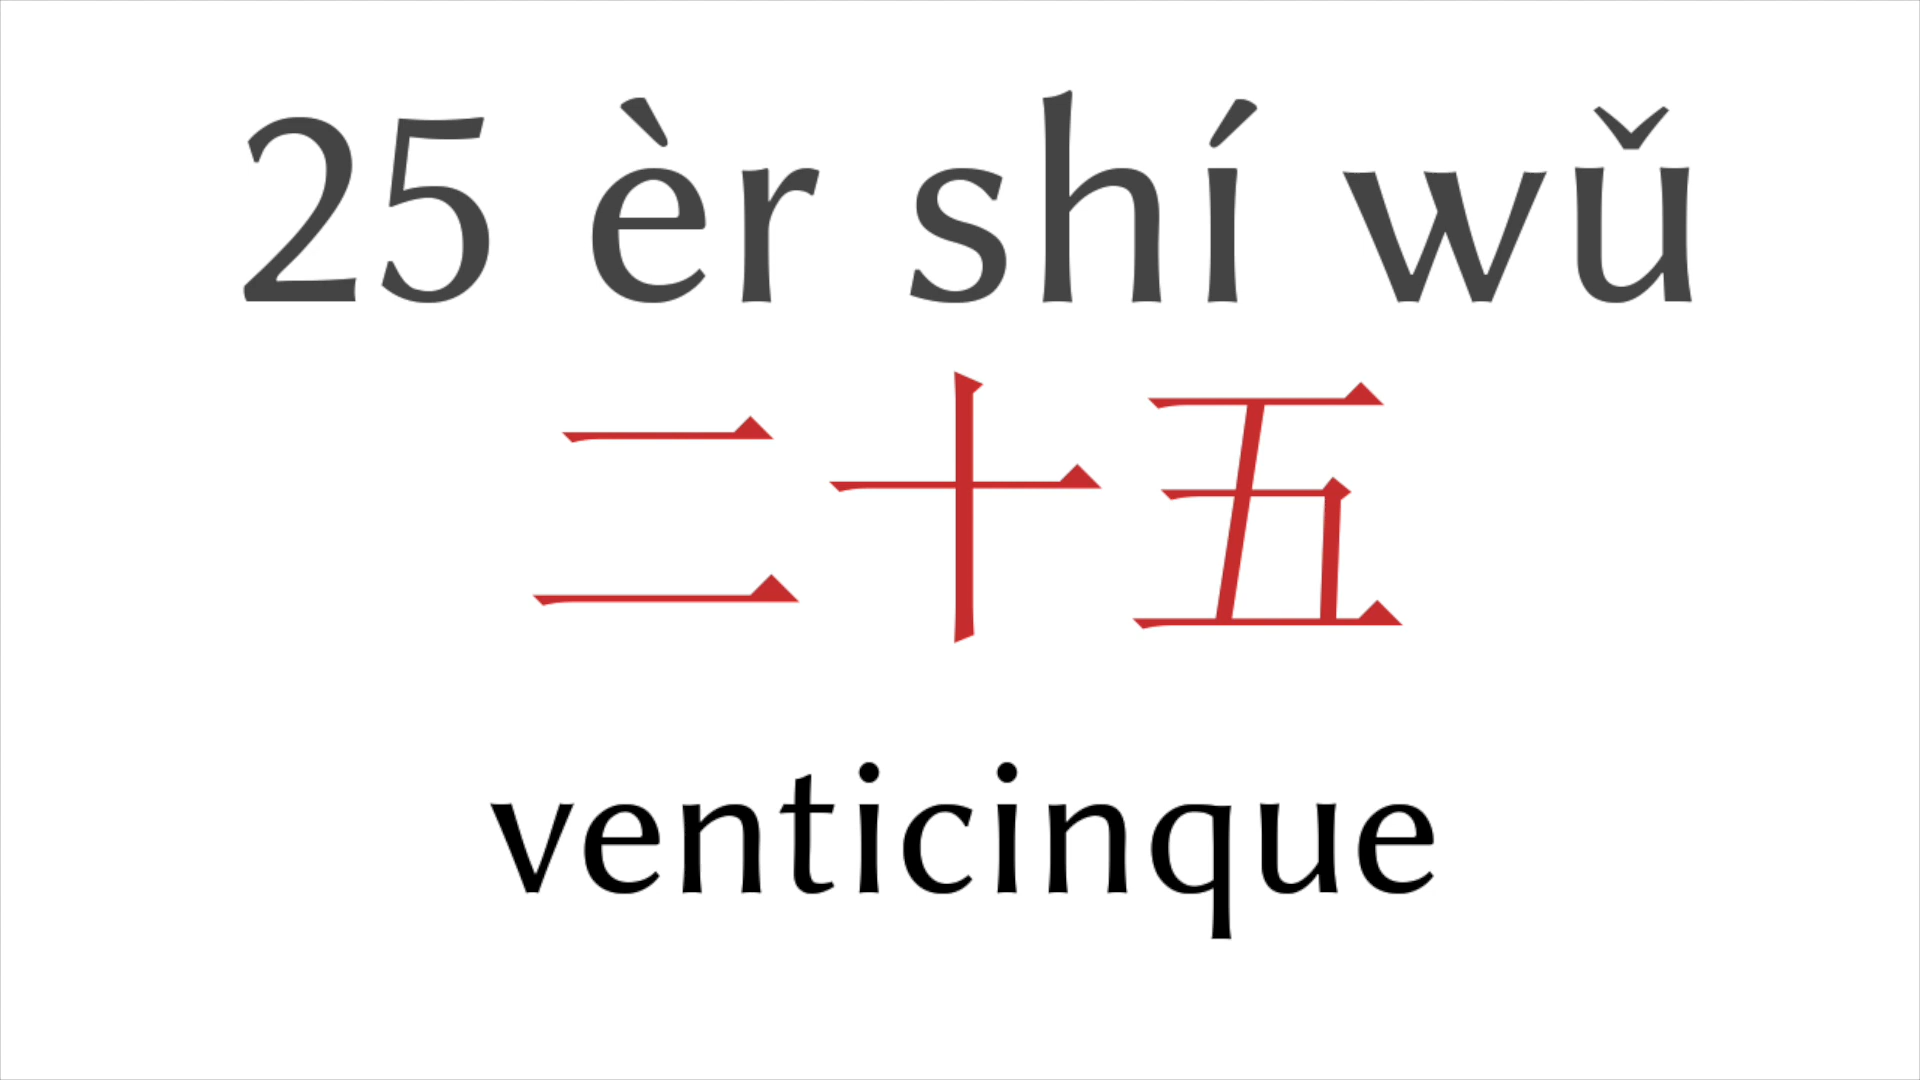 25 èr shí wǔ
二十五
venticinque